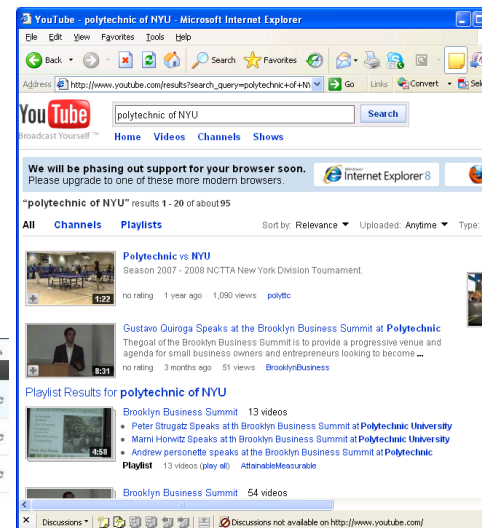 YouTube - polytechnic of NYU - Microsoft Internet Explorer
File Edit View Favorites Tools Help
Back Search Favorites
Address http://www.youtube.com/results?search_query=polytechnic+of+N Go Links Convert Sel
You Tube polytechnic of NYU Search
Broadcast Yourself ™ Home Videos Channels Shows
We will be phasing out support for your browser soon.
Please upgrade to one of these more modern browsers.
Windows Internet Explorer 8
"polytechnic of NYU" results 1 - 20 of about 95
All Channels Playlists Sort by: Relevance ▼ Uploaded: Anytime ▼ Type:
Polytechnic vs NYU
Season 2007 - 2008 NCTTA New York Division Tournament.
1:22 no rating 1 year ago 1,090 views polyttc
Gustavo Quiroga Speaks at the Brooklyn Business Summit at Polytechnic
Thegoal of the Brooklyn Business Summit is to provide a progressive venue and
agenda for small business owners and entrepreneurs looking to become ...
8:31 no rating 3 months ago 51 views BrooklynBusiness
Playlist Results for polytechnic of NYU
Brooklyn Business Summit 13 videos
• Peter Strugatz Speaks at th Brooklyn Business Summit at Polytechnic University
• Marni Horwitz Speaks at th Brooklyn Business Summit at Polytechnic University
• Andrew personette speaks at the Brooklyn Business Summit at Polytechnic
4:58 Playlist 13 videos (play all) AttainableMeasurable
Brooklyn Business Summit 54 videos
× Discussions Discussions not available on http://www.youtube.com/